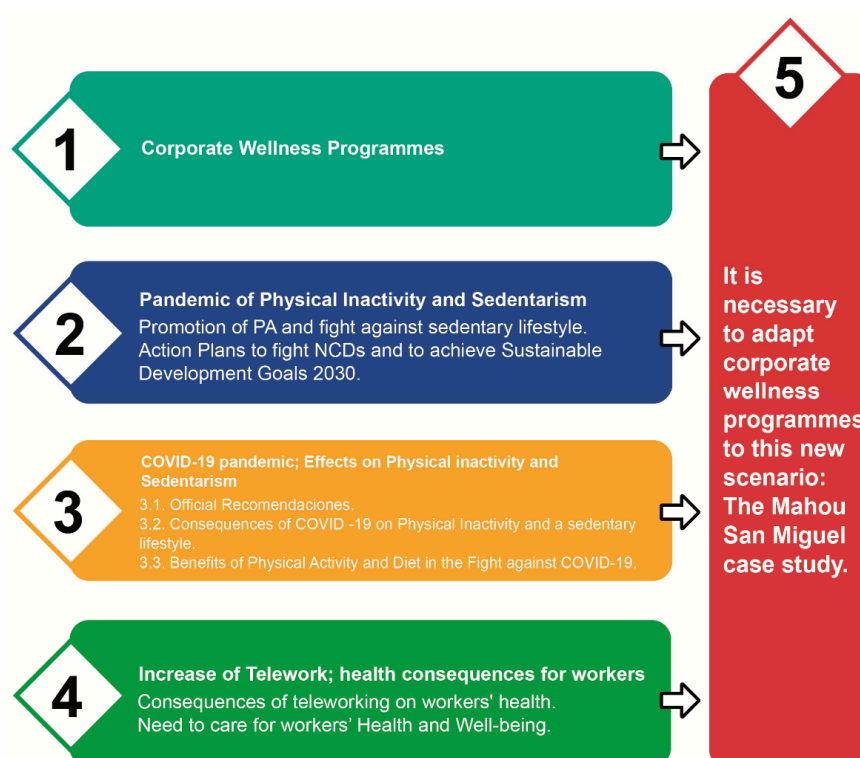 1
Corporate Wellness Programmes
2
Pandemic of Physical Inactivity and Sedentarism
Promotion of PA and fight against sedentary lifestyle.
Action Plans to fight NCDs and to achieve Sustainable
Development Goals 2030.
3
COVID-19 pandemic; Effects on Physical inactivity and
Sedentarism
3.1. Official Recomendaciones.
3.2. Consequences of COVID -19 on Physical Inactivity and a sedentary
lifestyle.
3.3. Benefits of Physical Activity and Diet in the Fight against COVID-19.
4
Increase of Telework; health consequences for workers
Consequences of teleworking on workers' health.
Need to care for workers’ Health and Well-being.
5
It is
necessary
to adapt
corporate
wellness
programmes
to this new
scenario:
The Mahou
San Miguel
case study.